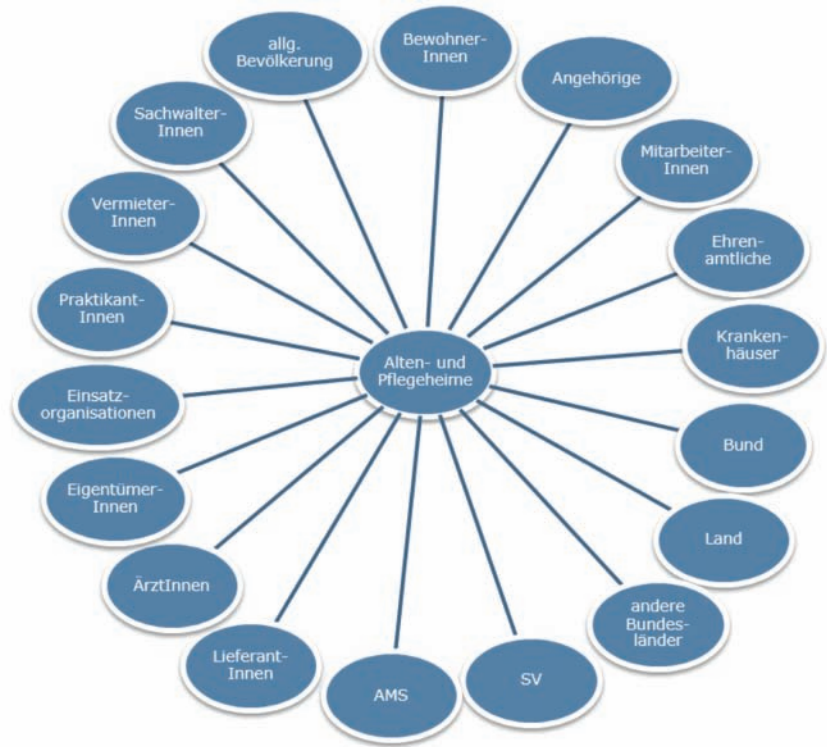 allg.
Bevölkerung
Bewohner-
Innen
Angehörige
Mitarbeiter-
Innen
Ehren-
amtliche
Kranken-
häuser
Bund
Land
andere
Bundes-
länder
SV
AMS
Lieferant-
Innen
ÄrztInnen
Eigentümer-
Innen
Einsatz-
organisationen
Praktikant-
Innen
Vermieter-
Innen
Sachwalter-
Innen
Alten- und
Pflegeheime